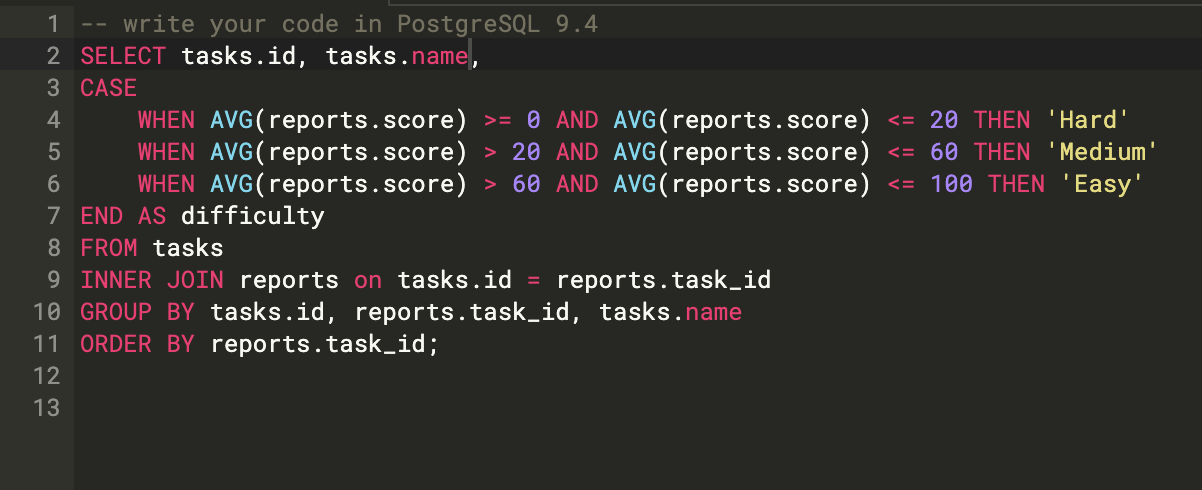 1 -- write your code in PostgreSQL 9.4
2 SELECT tasks.id, tasks.name,
3 CASE
4     WHEN AVG(reports.score) >= 0 AND AVG(reports.score) <= 20 THEN 'Hard'
5     WHEN AVG(reports.score) > 20 AND AVG(reports.score) <= 60 THEN 'Medium'
6     WHEN AVG(reports.score) > 60 AND AVG(reports.score) <= 100 THEN 'Easy'
7 END AS difficulty
8 FROM tasks
9 INNER JOIN reports on tasks.id = reports.task_id
10 GROUP BY tasks.id, reports.task_id, tasks.name
11 ORDER BY reports.task_id;
12
13